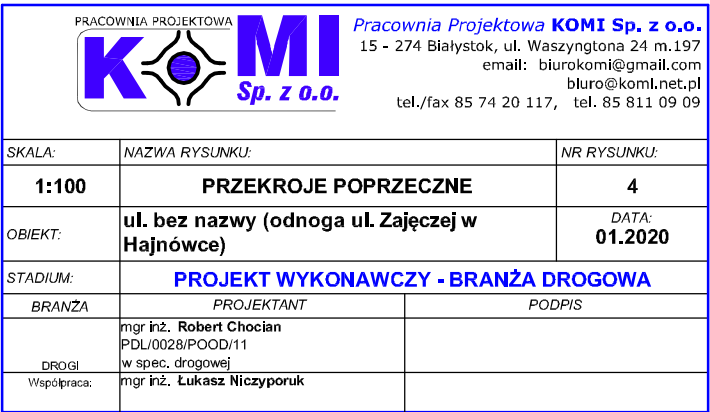 PRACOWNIA PROJEKTOWA
KOMI
Sp. z o.o.
Pracownia Projektowa KOMI Sp. z o.o.
15 - 274 Białystok, ul. Waszyngtona 24 m.197
email: biurokomi@gmail.com
biuro@komi.net.pl
tel./fax 85 74 20 117, tel. 85 811 09 09
SKALA: NAZWA RYSUNKU: NR RYSUNKU:
1:100 PRZEKROJE POPRZECZNE 4
OBIEKT: ul. bez nazwy (odnoga ul. Zajęczej w
Hajnówce)
DATA:
01.2020
STADIUM: PROJEKT WYKONAWCZY - BRANŻA DROGOWA
BRANŻA PROJEKTANT PODPIS
mgr inż. Robert Chocian
PDL/0028/POOD/11
DROGI w spec. drogowej
Współpraca: mgr inż. Łukasz Niczyporuk